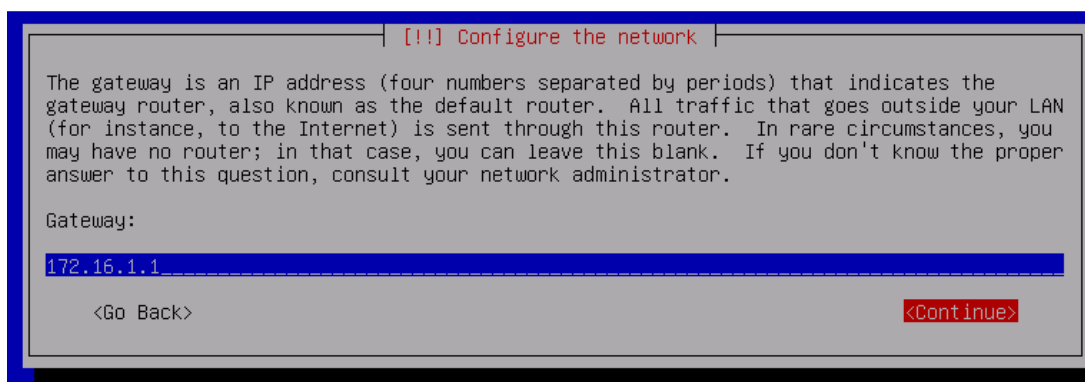 [!!] Configure the network
The gateway is an IP address (four numbers separated by periods) that indicates the
gateway router, also known as the default router.  All traffic that goes outside your LAN
(for instance, to the Internet) is sent through this router.  In rare circumstances, you
may have no router; in that case, you can leave this blank.  If you don't know the proper
answer to this question, consult your network administrator.
Gateway:
172.16.1.1
<Go Back> <Continue>